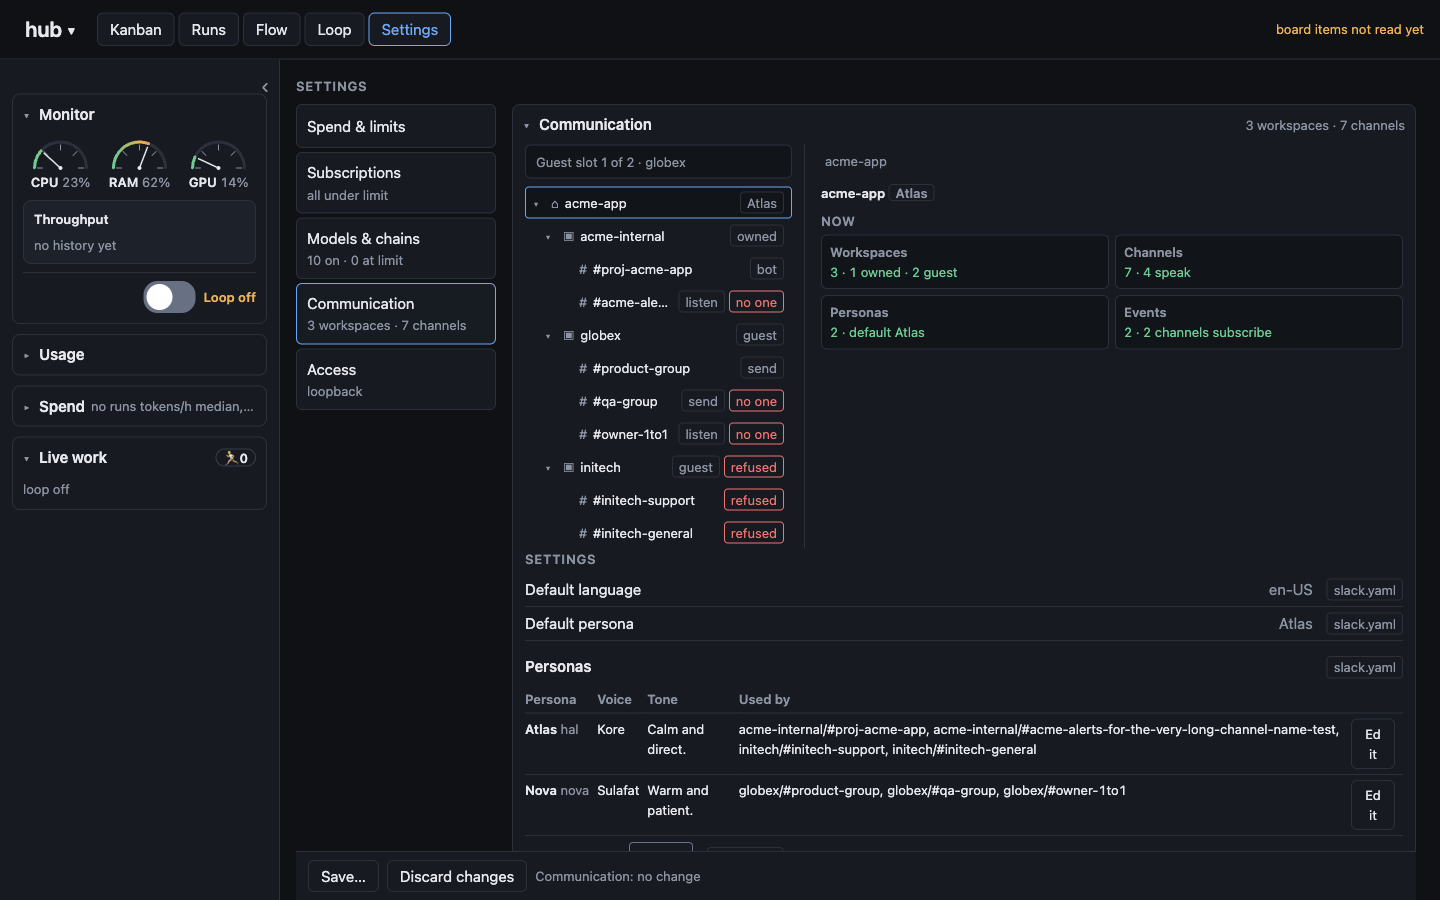 hub ▾ Kanban Runs Flow Loop Settings board items not read yet
Monitor
CPU 23% RAM 62% GPU 14%
Throughput
no history yet
Loop off
Usage
Spend no runs tokens/h median,...
Live work 0
loop off
SETTINGS
Spend & limits
Subscriptions
all under limit
Models & chains
10 on · 0 at limit
Communication
3 workspaces · 7 channels
Access
loopback
Communication 3 workspaces · 7 channels
Guest slot 1 of 2 · globex
acme-app Atlas
acme-internal owned
# #proj-acme-app bot
# #acme-ale... listen no one
globex guest
# #product-group send
# #qa-group send no one
# #owner-1to1 listen no one
initech guest refused
# #initech-support refused
# #initech-general refused
acme-app
acme-app Atlas
NOW
Workspaces
3 · 1 owned · 2 guest
Channels
7 · 4 speak
Personas
2 · default Atlas
Events
2 · 2 channels subscribe
SETTINGS
Default language en-US slack.yaml
Default persona Atlas slack.yaml
Personas slack.yaml
Persona Voice Tone Used by
Atlas hal Kore Calm and direct. acme-internal/#proj-acme-app, acme-internal/#acme-alerts-for-the-very-long-channel-name-test, initech/#initech-support, initech/#initech-general Edit
Nova nova Sulafat Warm and patient. globex/#product-group, globex/#qa-group, globex/#owner-1to1 Edit
Save... Discard changes Communication: no change